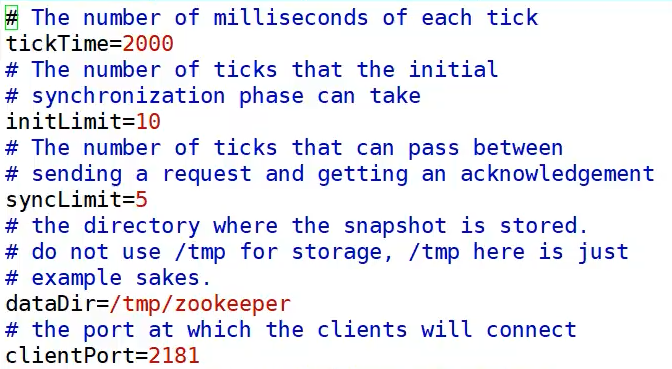 # The number of milliseconds of each tick
tickTime=2000
# The number of ticks that the initial
# synchronization phase can take
initLimit=10
# The number of ticks that can pass between
# sending a request and getting an acknowledgement
syncLimit=5
# the directory where the snapshot is stored.
# do not use /tmp for storage, /tmp here is just
# example sakes.
dataDir=/tmp/zookeeper
# the port at which the clients will connect
clientPort=2181